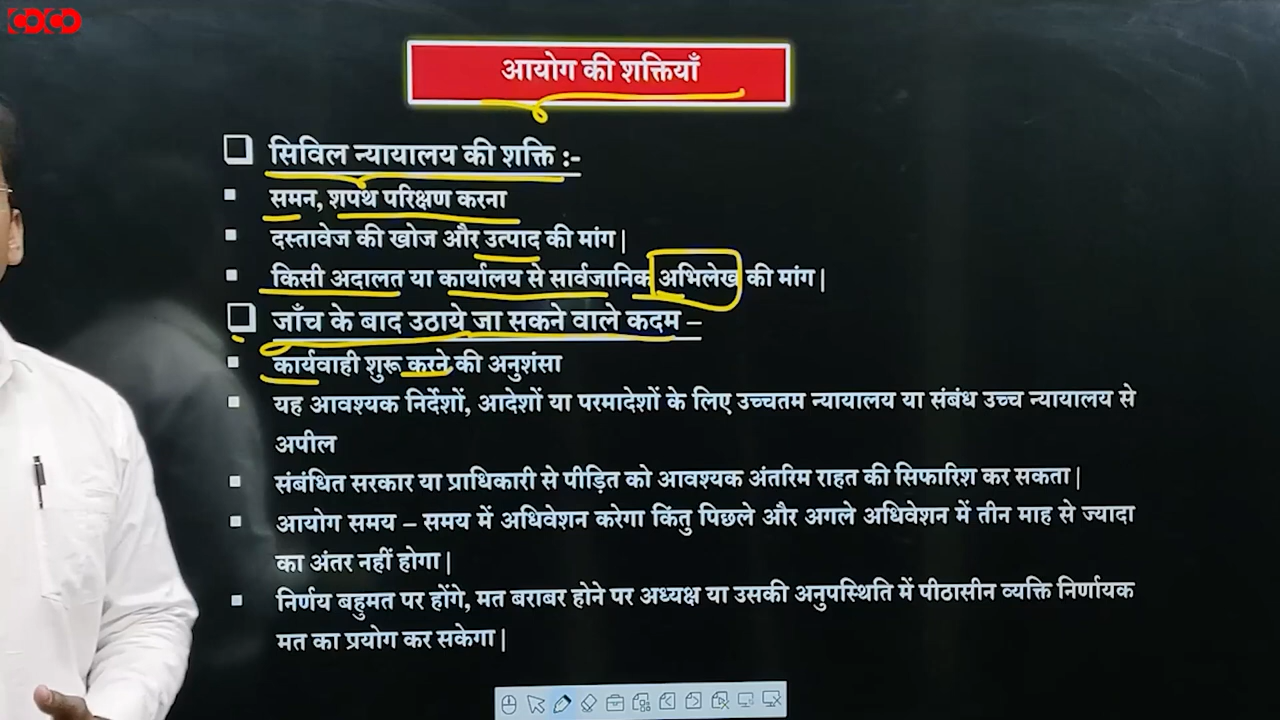 COCO
आयोग की शक्तियाँ
सिविल न्यायालय की शक्ति :-
समन, शपथ परिक्षण करना
दस्तावेज की खोज और उत्पाद की मांग |
किसी अदालत या कार्यालय से सार्वजानिक अभिलेख की मांग |
जाँच के बाद उठाये जा सकने वाले कदम –
कार्यवाही शुरू करने की अनुशंसा
यह आवश्यक निर्देशों, आदेशों या परमादेशों के लिए उच्चतम न्यायालय या संबंध उच्च न्यायालय से
अपील
संबंधित सरकार या प्राधिकारी से पीड़ित को आवश्यक अंतरिम राहत की सिफारिश कर सकता |
आयोग समय – समय में अधिवेशन करेगा किंतु पिछले और अगले अधिवेशन में तीन माह से ज्यादा
का अंतर नहीं होगा |
निर्णय बहुमत पर होंगे, मत बराबर होने पर अध्यक्ष या उसकी अनुपस्थिति में पीठासीन व्यक्ति निर्णायक
मत का प्रयोग कर सकेगा |